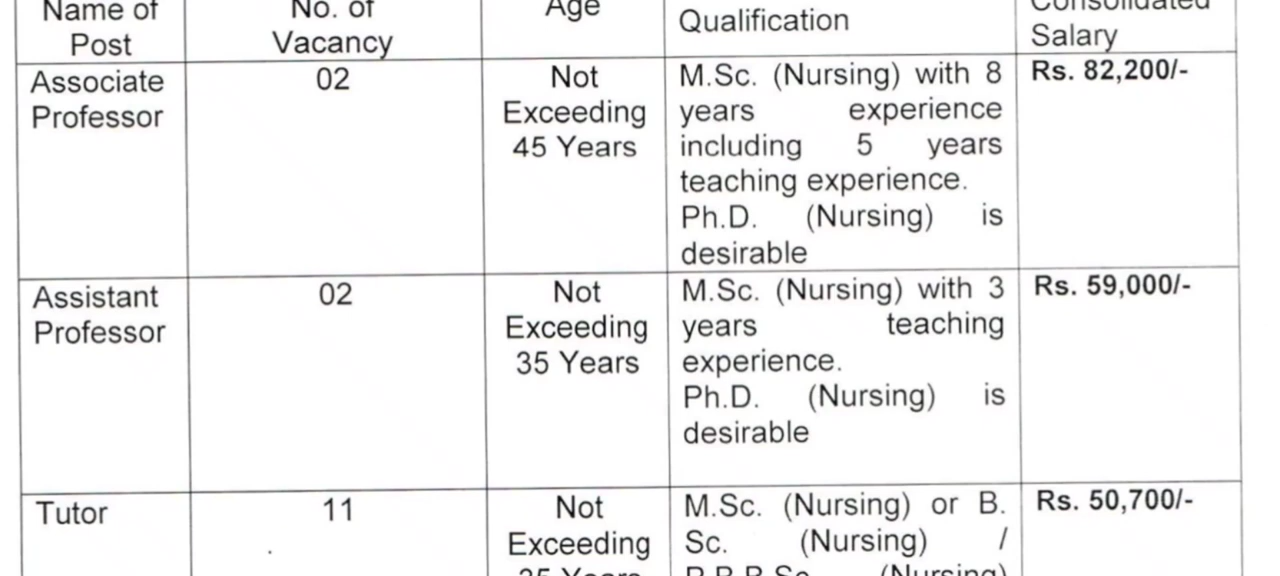 Name of Post
No. of Vacancy
Age
Qualification
Consolidated Salary
Associate Professor
02
Not Exceeding 45 Years
M.Sc. (Nursing) with 8
years experience
including 5 years
teaching experience.
Ph.D. (Nursing) is
desirable
Rs. 82,200/-
Assistant Professor
02
Not Exceeding 35 Years
M.Sc. (Nursing) with 3
years teaching
experience.
Ph.D. (Nursing) is
desirable
Rs. 59,000/-
Tutor
11
Not Exceeding
M.Sc. (Nursing) or B.
Sc. (Nursing) /
(Nursing)
Rs. 50,700/-